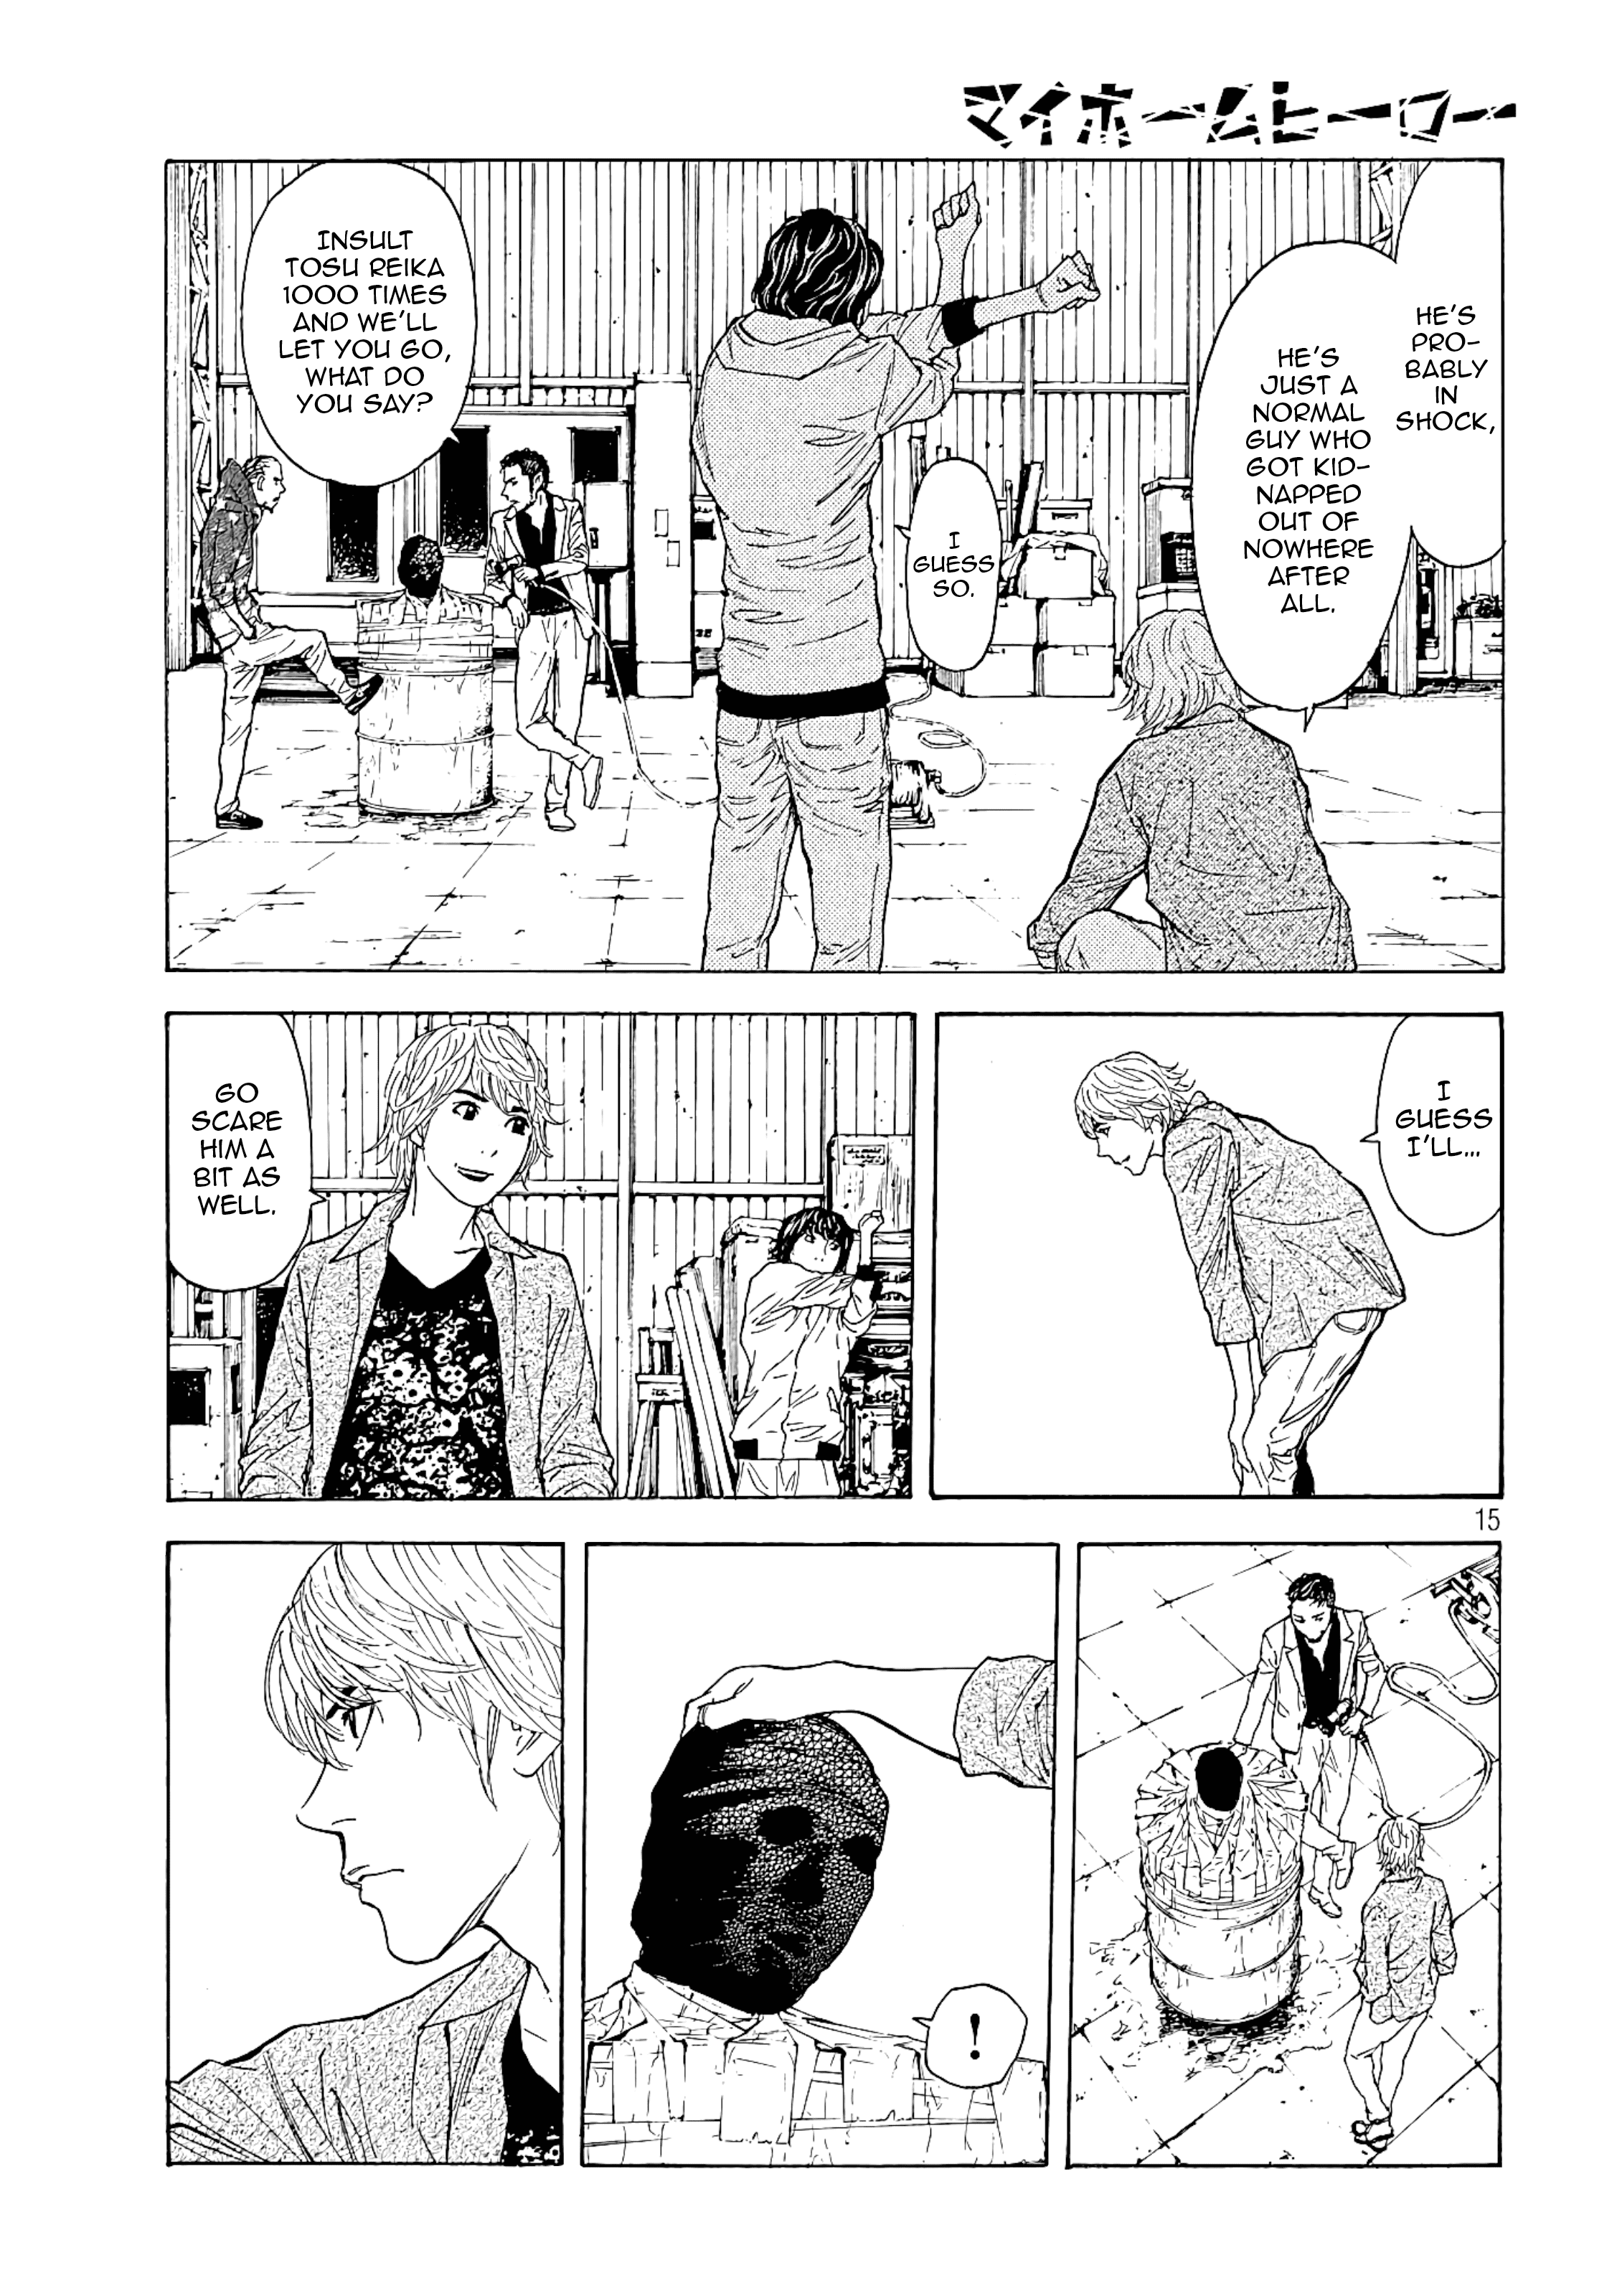 マイホームヒーロー
HE'S
PRO-
BABLY
IN
SHOCK,
HE'S
JUST A
NORMAL
GUY WHO
GOT KID-
NAPPED
OUT OF
NOWHERE
AFTER
ALL.
I
GUESS
SO.
INSULT
TOSU REIKA
1000 TIMES
AND WE'LL
LET YOU GO,
WHAT DO
YOU SAY?
I
GUESS
I'LL...
GO
SCARE
HIM A
BIT AS
WELL.
15
!